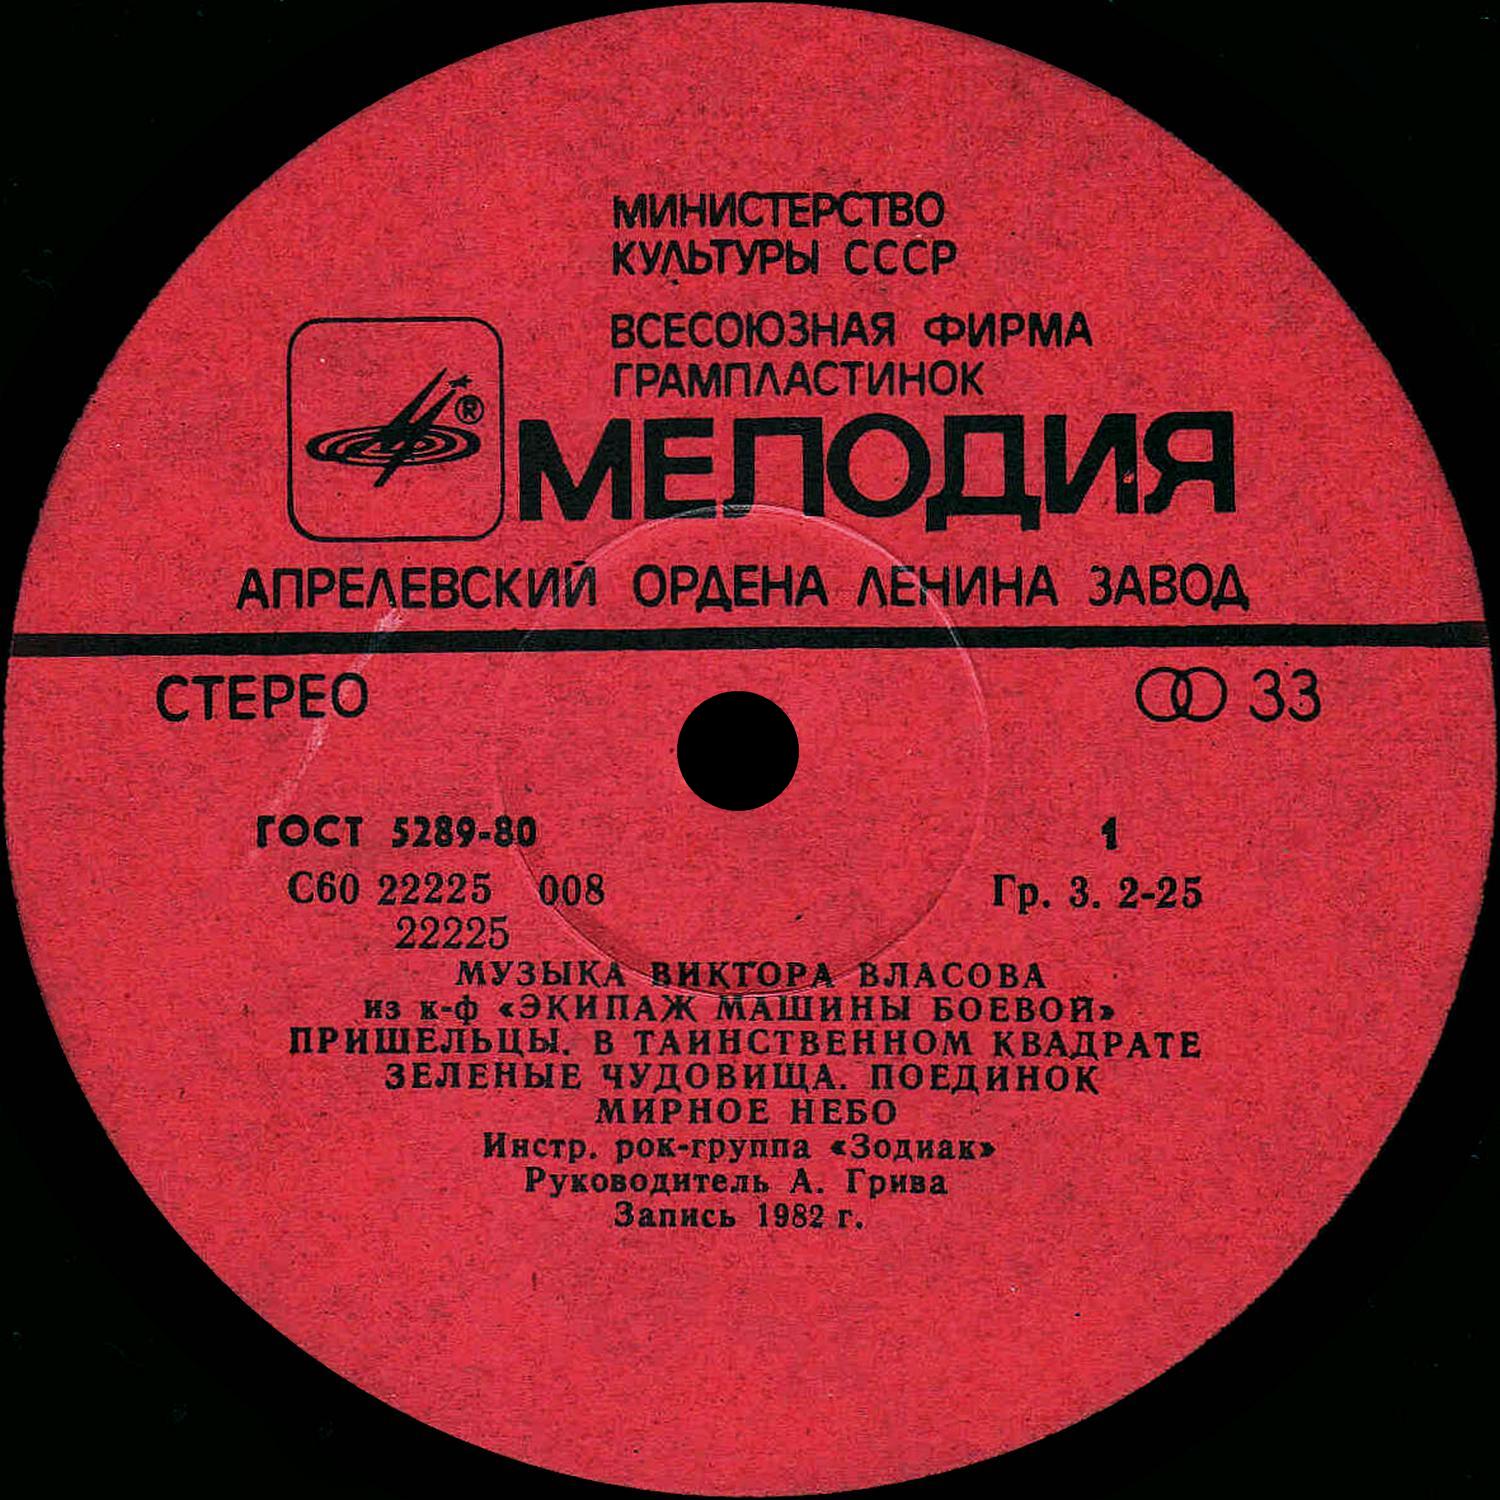 МИНИСТЕРСТВО
КУЛЬТУРЫ СССР
ВСЕСОЮЗНАЯ ФИРМА
ГРАМПЛАСТИНОК
®
МЕЛОДИЯ
АПРЕЛЕВСКИЙ ОРДЕНА ЛЕНИНА ЗАВОД
СТЕРЕО 33
ГОСТ 5289-80 1
С60 22225 008 Гр. 3. 2-25
22225
МУЗЫКА ВИКТОРА ВЛАСОВА
из к-ф «ЭКИПАЖ МАШИНЫ БОЕВОЙ»
ПРИШЕЛЬЦЫ. В ТАИНСТВЕННОМ КВАДРАТЕ
ЗЕЛЕНЫЕ ЧУДОВИЩА. ПОЕДИНОК
МИРНОЕ НЕБО
Инстр. рок-группа «Зодиак»
Руководитель А. Грива
Запись 1982 г.